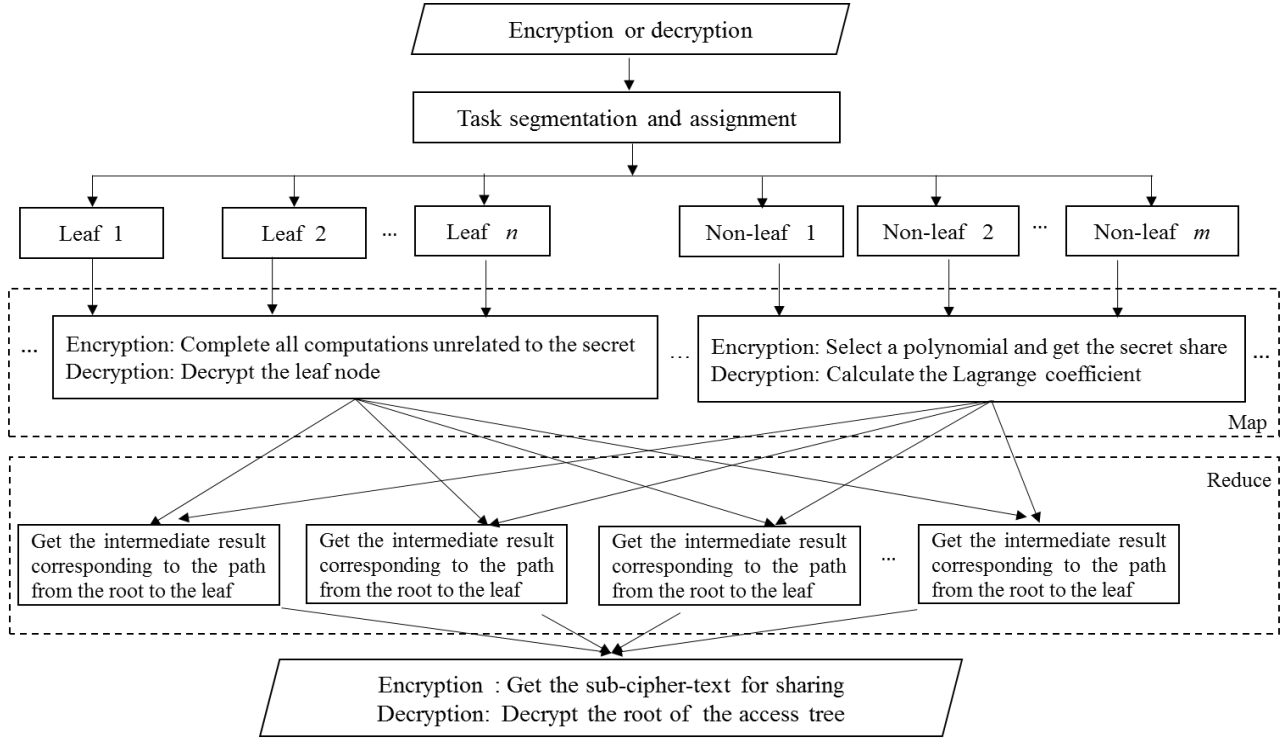 Encryption or decryption
Task segmentation and assignment
Leaf 1
Leaf 2
...
Leaf n
Non-leaf 1
Non-leaf 2
...
Non-leaf m
...
Encryption: Complete all computations unrelated to the secret
Decryption: Decrypt the leaf node
...
Encryption: Select a polynomial and get the secret share
Decryption: Calculate the Lagrange coefficient
...
Map
Reduce
Get the intermediate result
corresponding to the path
from the root to the leaf
Get the intermediate result
corresponding to the path
from the root to the leaf
Get the intermediate result
corresponding to the path
from the root to the leaf
...
Get the intermediate result
corresponding to the path
from the root to the leaf
Encryption : Get the sub-cipher-text for sharing
Decryption: Decrypt the root of the access tree